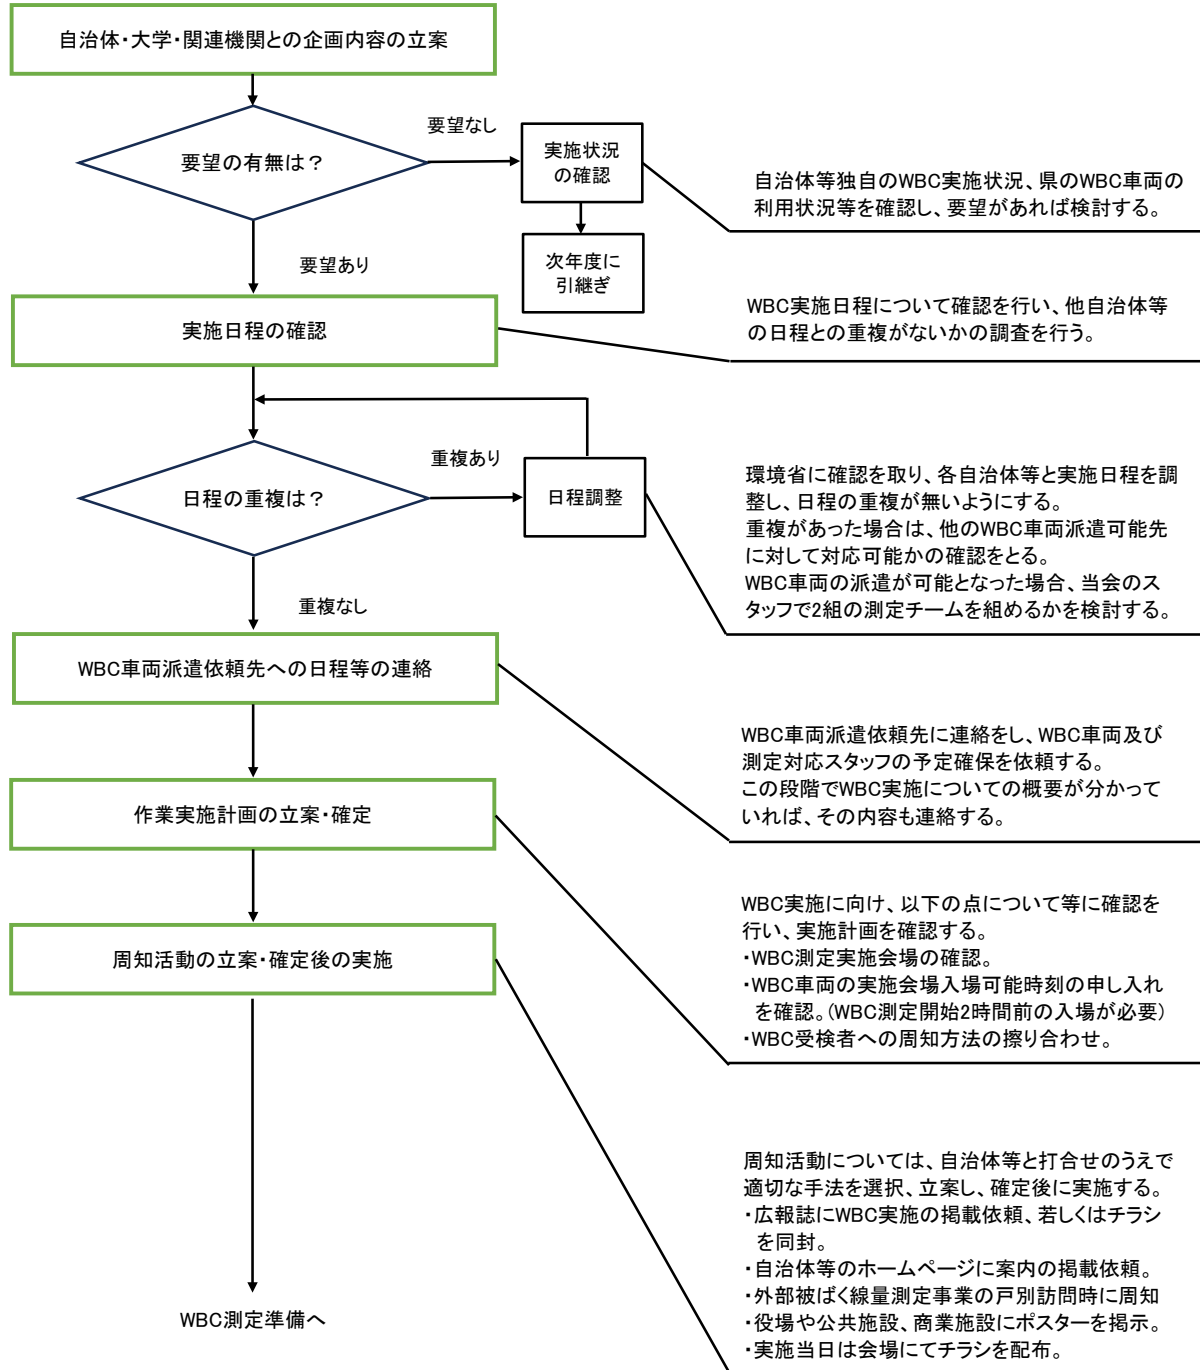 自治体・大学・関連機関との企画内容の立案
要望の有無は？
要望なし
実施状況
の確認
自治体等独自のWBC実施状況、県のWBC車両の
利用状況等を確認し、要望があれば検討する。
次年度に
引継ぎ
要望あり
実施日程の確認
WBC実施日程について確認を行い、他自治体等
の日程との重複がないかの調査を行う。
日程の重複は？
重複あり
日程調整
環境省に確認を取り、各自治体等と実施日程を調
整し、日程の重複が無いようにする。
重複があった場合は、他のWBC車両派遣可能先
に対して対応可能かの確認をとる。
WBC車両の派遣が可能となった場合、当会のス
タッフで2組の測定チームを組めるかを検討する。
重複なし
WBC車両派遣依頼先への日程等の連絡
WBC車両派遣依頼先に連絡をし、WBC車両及び
測定対応スタッフの予定確保を依頼する。
この段階でWBC実施についての概要が分かって
いれば、その内容も連絡する。
作業実施計画の立案・確定
WBC実施に向け、以下の点について等に確認を
行い、実施計画を確認する。
・WBC測定実施会場の確認。
・WBC車両の実施会場入場可能時刻の申し入れ
を確認。(WBC測定開始2時間前の入場が必要)
・WBC受検者への周知方法の擦り合わせ。
周知活動の立案・確定後の実施
周知活動については、自治体等と打合せのうえで
適切な手法を選択、立案し、確定後に実施する。
・広報誌にWBC実施の掲載依頼、若しくはチラシ
を同封。
・自治体等のホームページに案内の掲載依頼。
・外部被ばく線量測定事業の戸別訪問時に周知
・役場や公共施設、商業施設にポスターを掲示。
・実施当日は会場にてチラシを配布。
WBC測定準備へ